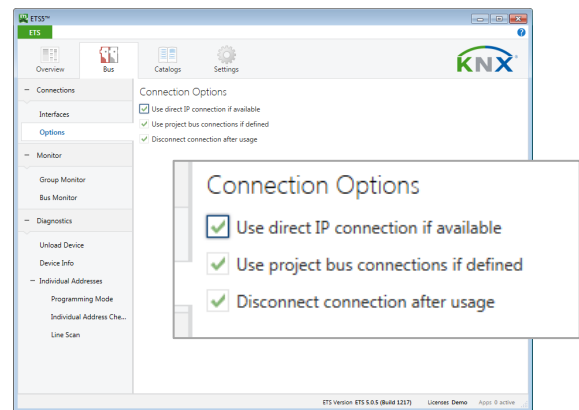 ETS5™
ETS
Overview
Bus
Catalogs
Settings
KNX
Connections
Interfaces
Options
Monitor
Group Monitor
Bus Monitor
Diagnostics
Unload Device
Device Info
Individual Addresses
Programming Mode
Individual Address Che...
Line Scan
Connection Options
Use direct IP connection if available
Use project bus connections if defined
Disconnect connection after usage
Connection Options
Use direct IP connection if available
Use project bus connections if defined
Disconnect connection after usage
ETS Version ETS 5.0.5 (Build 1217) Licenses Demo Apps 0 active